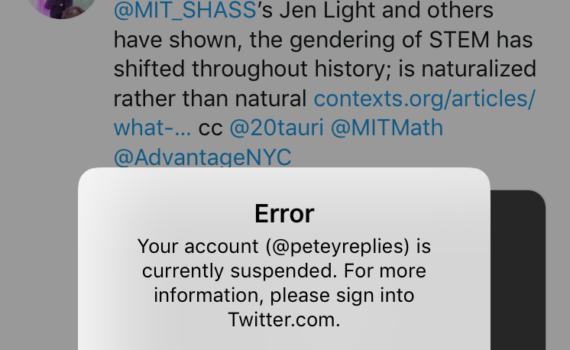 @MIT_SHASS's Jen Light and others
have shown, the gendering of STEM has
shifted throughout history; is naturalized
rather than natural contexts.org/articles/
what-... cc @20tauri @MITMath
@AdvantageNYC
Error
Your account (@peteyreplies) is
currently suspended. For more
information, please sign into
Twitter.com.